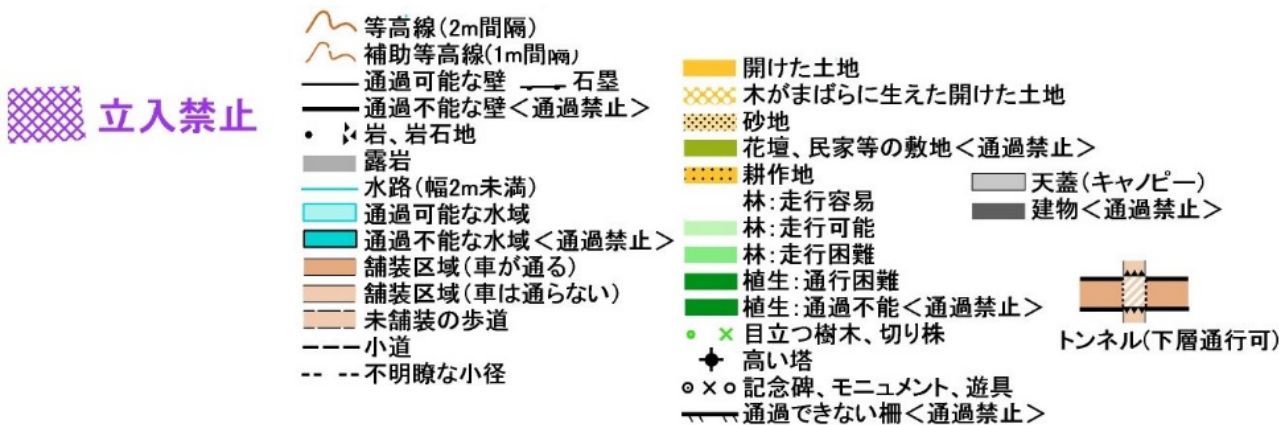 立入禁止
等高線(2m間隔)
補助等高線(1m間隔)
通過可能な壁 石塁
通過不能な壁<通過禁止>
岩、岩石地
露岩
水路(幅2m未満)
通過可能な水域
通過不能な水域<通過禁止>
舗装区域(車が通る)
舗装区域(車は通らない)
未舗装の歩道
小道
不明瞭な小径
開けた土地
木がまばらに生えた開けた土地
砂地
花壇、民家等の敷地<通過禁止>
耕作地
林:走行容易
林:走行可能
林:走行困難
植生:通行困難
植生:通過不能<通過禁止>
目立つ樹木、切り株
高い塔
記念碑、モニュメント、遊具
通過できない柵<通過禁止>
天蓋(キャノピー)
建物<通過禁止>
トンネル(下層通行可)